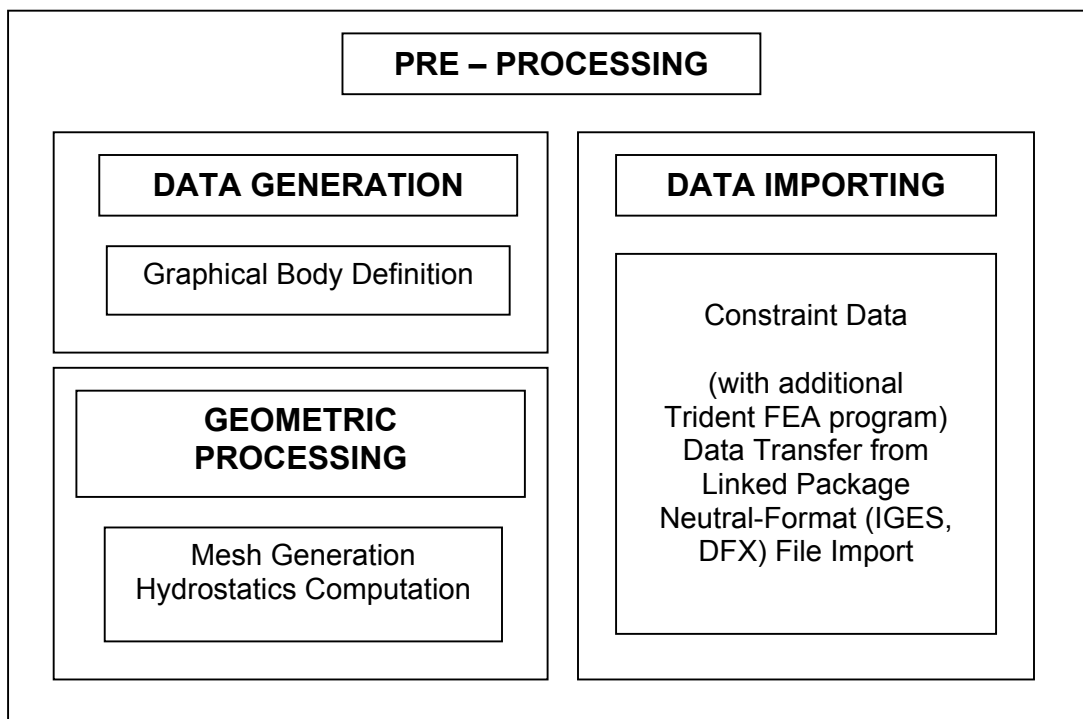 PRE – PROCESSING
DATA GENERATION
Graphical Body Definition
GEOMETRIC
PROCESSING
Mesh Generation
Hydrostatics Computation
DATA IMPORTING
Constraint Data
(with additional
Trident FEA program)
Data Transfer from
Linked Package
Neutral-Format (IGES,
DFX) File Import